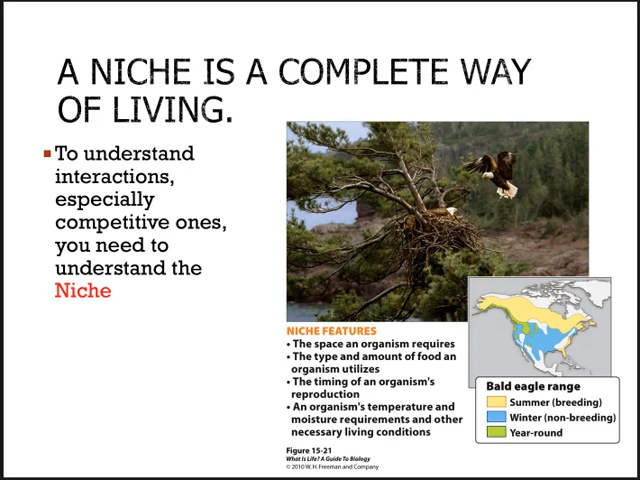 A NICHE IS A COMPLETE WAY
OF LIVING.
▪ To understand
interactions,
especially
competitive ones,
you need to
understand the
Niche
NICHE FEATURES
• The space an organism requires
• The type and amount of food an
organism utilizes
• The timing of an organism's
reproduction
• An organism's temperature and
moisture requirements and other
necessary living conditions
Bald eagle range
Summer (breeding)
Winter (non-breeding)
Year-round
Figure 15-21
What Is Life? A Guide To Biology
© 2010 W. H. Freeman and Company